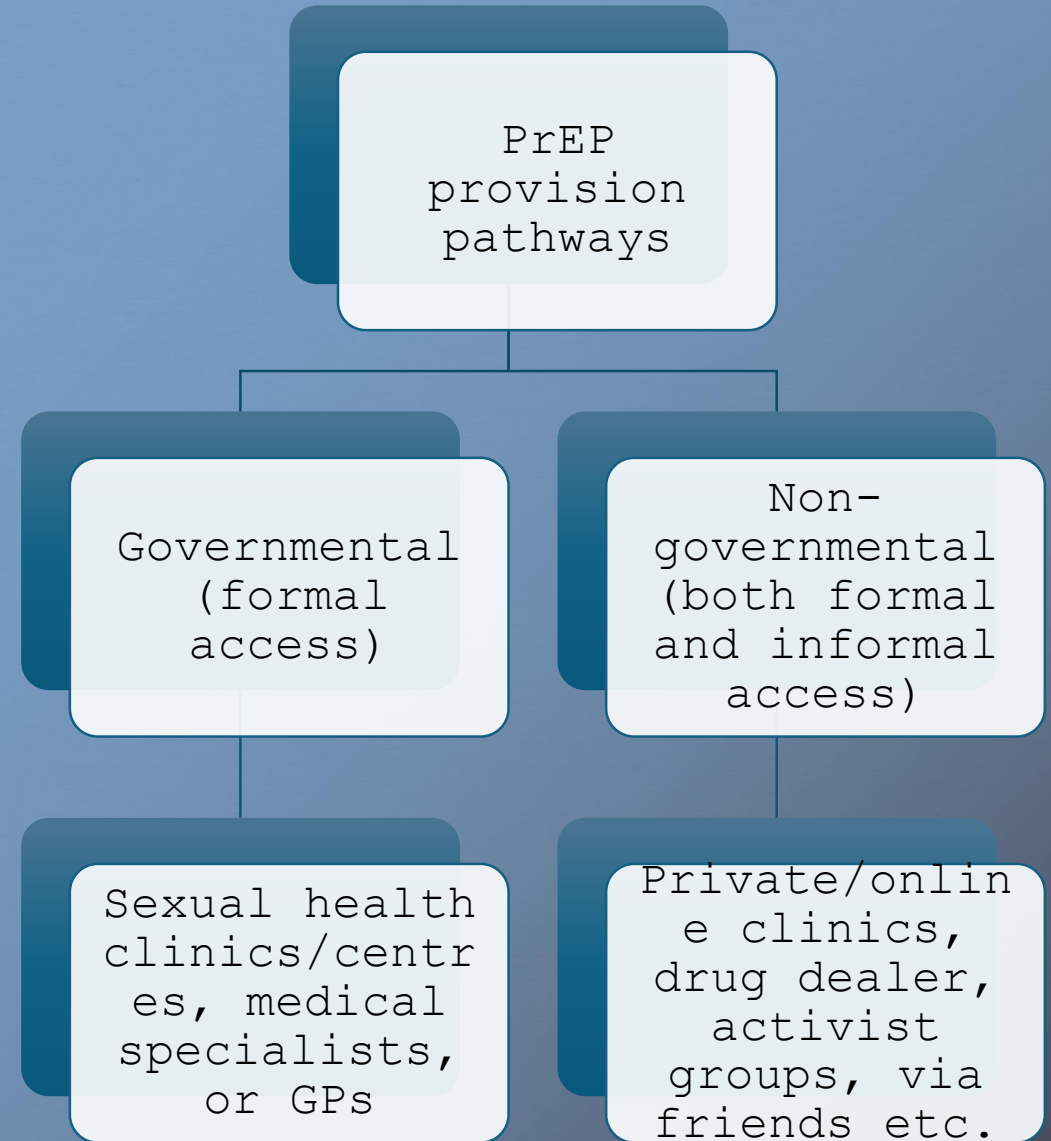 PrEP
provision
pathways
Governmental
(formal
access)
Non-
governmental
(both formal
and informal
access)
Sexual health
clinics/centr
es, medical
specialists,
or GPs
Private/onlin
e clinics,
drug dealer,
activist
groups, via
friends etc.